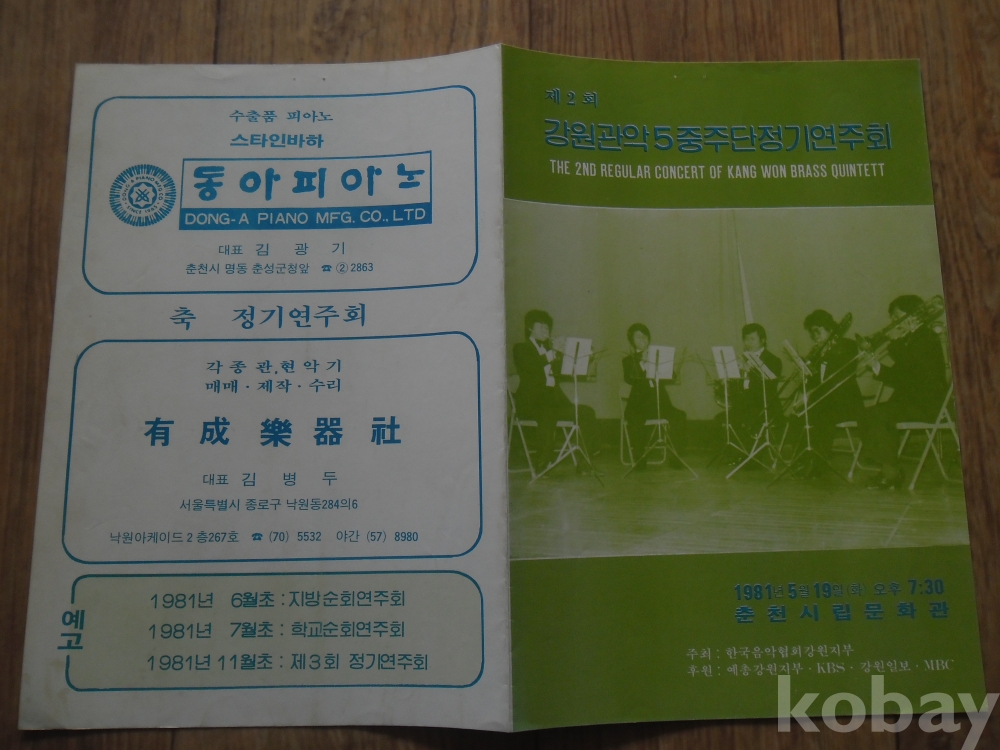 수출품 피아노
스타인바하
동아피아노
DONG-A PIANO MFG. CO., LTD
DONG-A PIANO MFG CO
대표 김 광 기
춘천시 명동 춘성군청앞 ☎ ② 2863
축 정기연주회
각종 관,현악기
매매 · 제작 · 수리
有成樂器社
대표 김 병 두
서울특별시 종로구 낙원동284의6
낙원아케이드 2층267호 ☎ (70) 5532 야간 (57) 8980
예고
1981년 6월초 : 지방순회연주회
1981년 7월초 : 학교순회연주회
1981년 11월초 : 제3회 정기연주회
제2회
강원관악5중주단정기연주회
THE 2ND REGULAR CONCERT OF KANG WON BRASS QUINTETT
1981년 5월 19일(화) 오후 7:30
춘천시립문화관
주최 : 한국음악협회강원지부
후원 : 예총강원지부 · KBS · 강원일보 · MBC
kobay